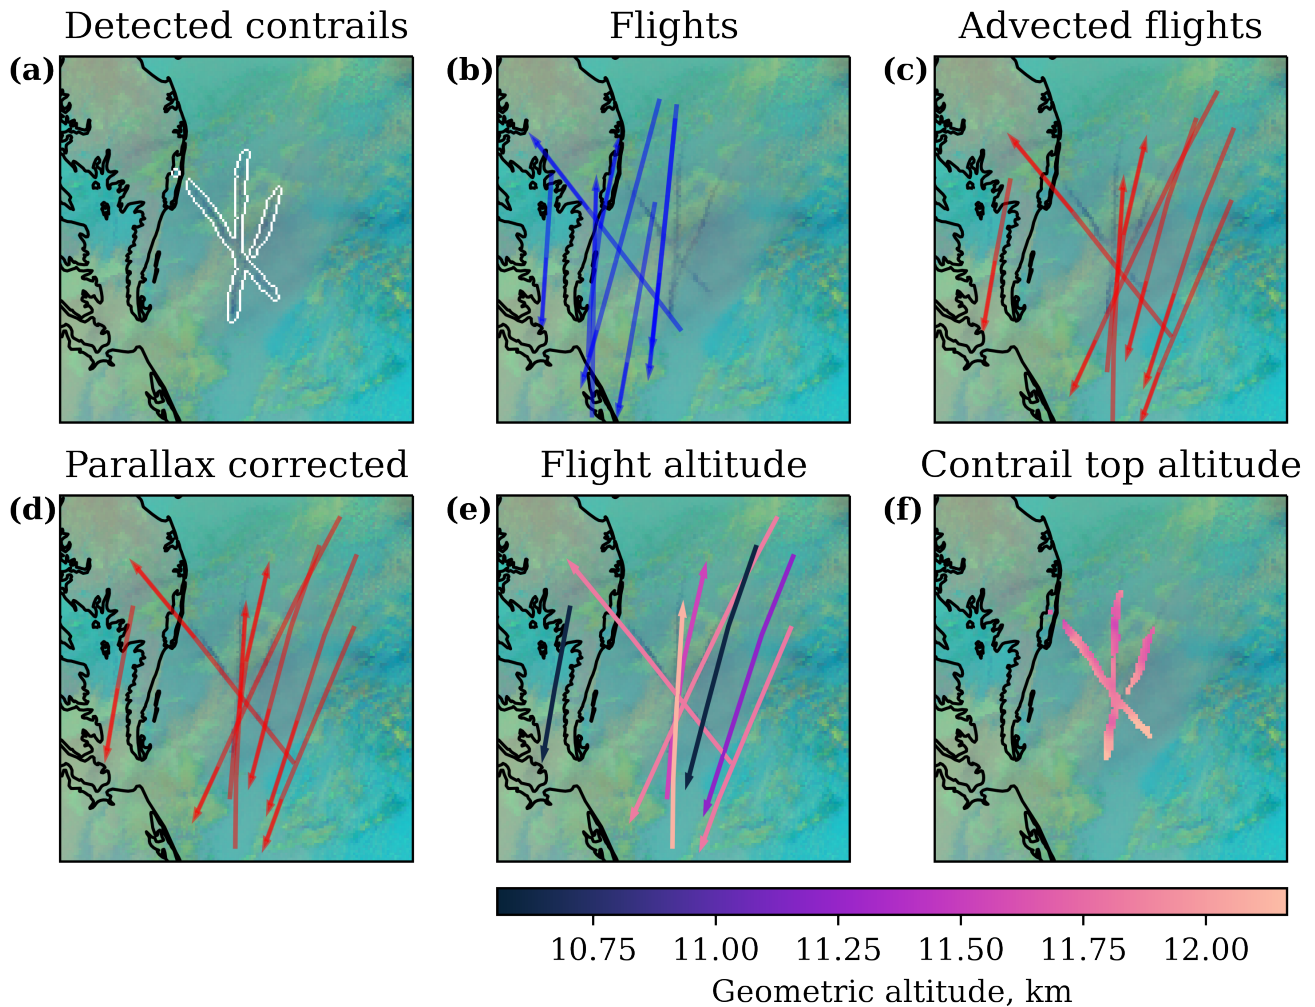 Detected contrails
Flights
Advected flights
(a)
(b)
(c)
Parallax corrected
Flight altitude
Contrail top altitude
(d)
(e)
(f)
10.75 11.00 11.25 11.50 11.75 12.00
Geometric altitude, km